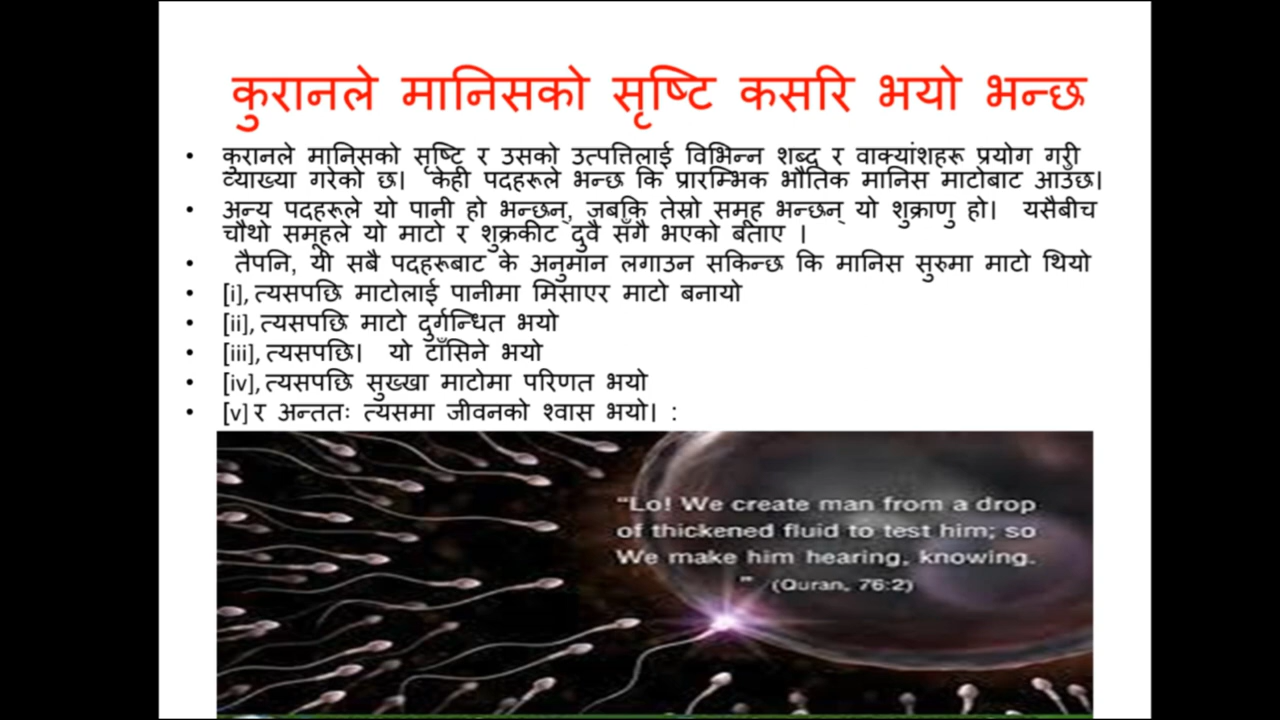 कुरानले मानिसको सृष्टि कसरि भयो भन्छ
• कुरानले मानिसको सृष्टि र उसको उत्पत्तिलाई विभिन्न शब्द र वाक्यांशहरू प्रयोग गरी
व्याख्या गरेको छ। केही पदहरूले भन्छ कि प्रारम्भिक भौतिक मानिस माटोबाट आउँछ।
• अन्य पदहरूले यो पानी हो भन्छन्, जबकि तेस्रो समूह भन्छन् यो शुक्राणु हो। यसैबीच
चौथो समूहले यो माटो र शुक्रकीट दुवै सँगै भएको बताए ।
• तैपनि, यी सबै पदहरूबाट के अनुमान लगाउन सकिन्छ कि मानिस सुरुमा माटो थियो
• [i], त्यसपछि माटोलाई पानीमा मिसाएर माटो बनायो
• [ii], त्यसपछि माटो दुर्गन्धित भयो
• [iii], त्यसपछि। यो टाँसिने भयो
• [iv], त्यसपछि सुख्खा माटोमा परिणत भयो
• [v] र अन्ततः त्यसमा जीवनको श्वास भयो। :
“Lo! We create man from a drop
of thickened fluid to test him; so
We make him hearing, knowing.
” (Quran, 76:2)